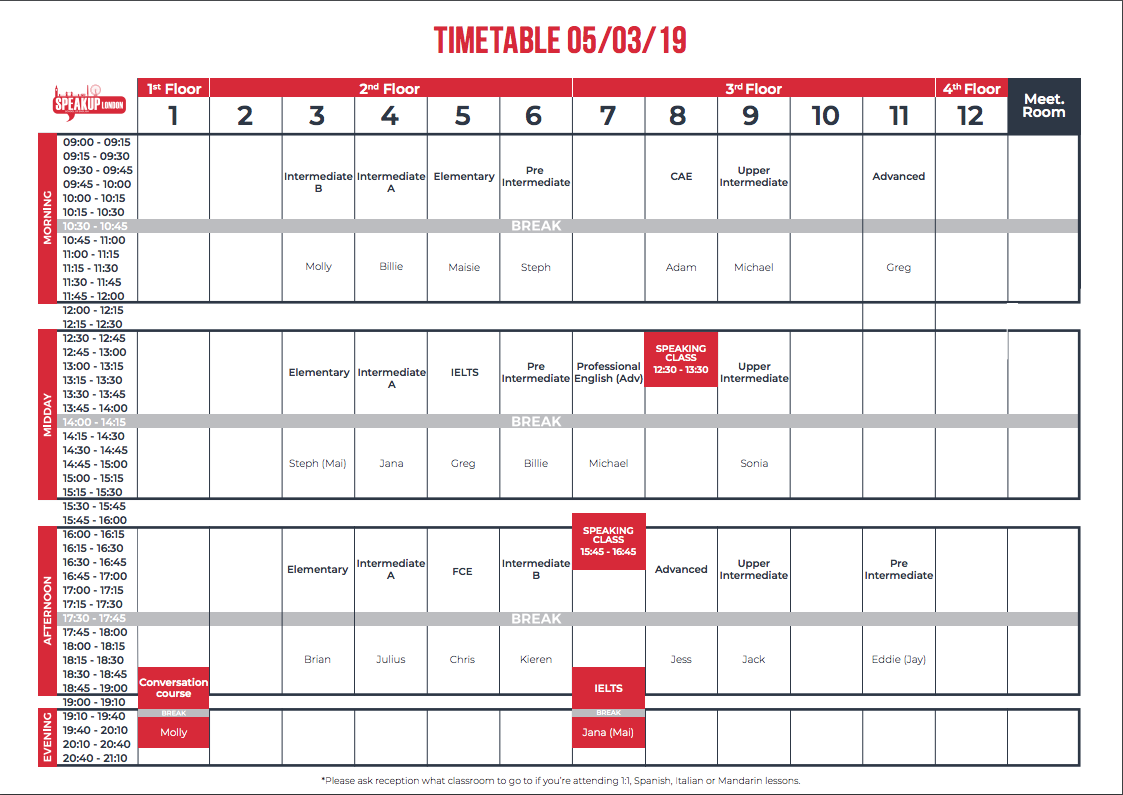 TIMETABLE 05/03/19
SPEAKUP LONDON
1st Floor 2nd Floor 3rd Floor 4th Floor Meet. Room
1 2 3 4 5 6 7 8 9 10 11 12
MORNING
09:00 - 09:15
09:15 - 09:30
09:30 - 09:45
09:45 - 10:00
10:00 - 10:15
10:15 - 10:30
Intermediate B
Intermediate A
Elementary
Pre Intermediate
CAE
Upper Intermediate
Advanced
10:30 - 10:45 BREAK
10:45 - 11:00
11:00 - 11:15
11:15 - 11:30
11:30 - 11:45
11:45 - 12:00
Molly
Billie
Maisie
Steph
Adam
Michael
Greg
12:00 - 12:15
12:15 - 12:30
MIDDAY
12:30 - 12:45
12:45 - 13:00
13:00 - 13:15
13:15 - 13:30
13:30 - 13:45
13:45 - 14:00
Elementary
Intermediate A
IELTS
Pre Intermediate
Professional English (Adv)
SPEAKING CLASS 12:30 - 13:30
Upper Intermediate
14:00 - 14:15 BREAK
14:15 - 14:30
14:30 - 14:45
14:45 - 15:00
15:00 - 15:15
15:15 - 15:30
Steph (Mai)
Jana
Greg
Billie
Michael
Sonia
15:30 - 15:45
15:45 - 16:00
AFTERNOON
16:00 - 16:15
16:15 - 16:30
16:30 - 16:45
16:45 - 17:00
17:00 - 17:15
17:15 - 17:30
Elementary
Intermediate A
FCE
Intermediate B
SPEAKING CLASS 15:45 - 16:45
Advanced
Upper Intermediate
Pre Intermediate
17:30 - 17:45 BREAK
17:45 - 18:00
18:00 - 18:15
18:15 - 18:30
18:30 - 18:45
18:45 - 19:00
Brian
Julius
Chris
Kieren
Jess
Jack
Eddie (Jay)
Conversation course
IELTS
19:00 - 19:10
BREAK
BREAK
EVENING
19:10 - 19:40
19:40 - 20:10
20:10 - 20:40
20:40 - 21:10
Molly
Jana (Mai)
*Please ask reception what classroom to go to if you're attending 1:1, Spanish, Italian or Mandarin lessons.